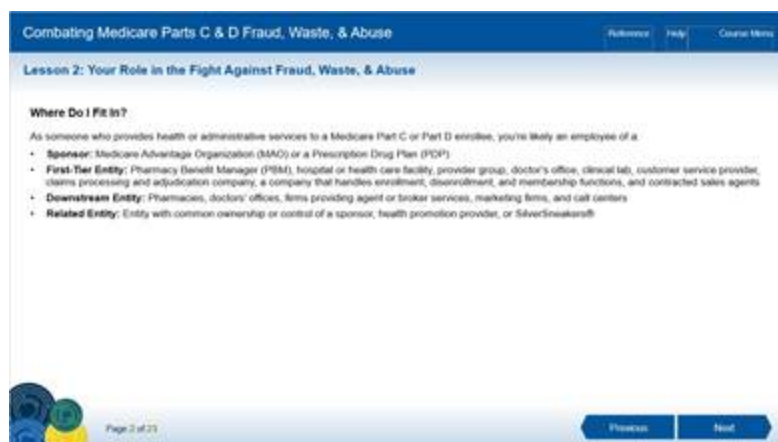 Combating Medicare Parts C & D Fraud, Waste, & Abuse
Reference Help Course Menu
Lesson 2: Your Role in the Fight Against Fraud, Waste, & Abuse
Where Do I Fit In?
As someone who provides health or administrative services to a Medicare Part C or Part D enrollee, you're likely an employee of a:
• Sponsor: Medicare Advantage Organization (MAO) or a Prescription Drug Plan (PDP)
• First-Tier Entity: Pharmacy Benefit Manager (PBM), hospital or health care facility, provider group, doctor's office, clinical lab, customer service provider,
claims processing and adjudication company, a company that handles enrollment, disenrollment, and membership functions, and contracted sales agents
• Downstream Entity: Pharmacies, doctors' offices, firms providing agent or broker services, marketing firms, and call centers
• Related Entity: Entity with common ownership or control of a sponsor, health promotion provider, or SilverSneakers®
Page 2 of 23
Previous Next